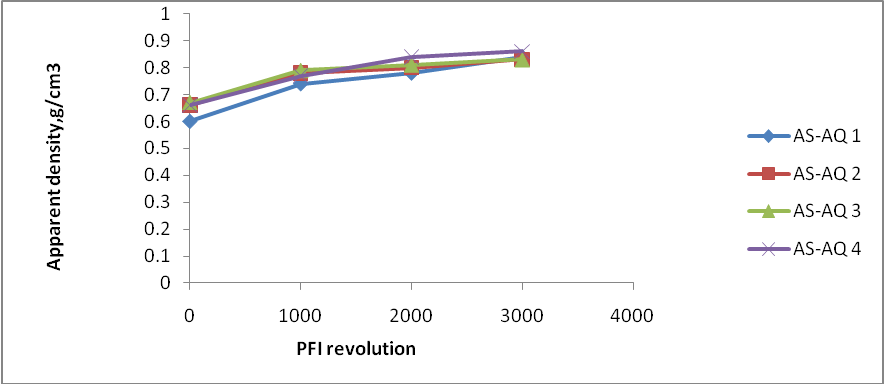 Apparent density,g/cm3
1
0.9
0.8
0.7
0.6
0.5
0.4
0.3
0.2
0.1
0
0 1000 2000 3000 4000
PFI revolution
AS-AQ 1
AS-AQ 2
AS-AQ 3
AS-AQ 4